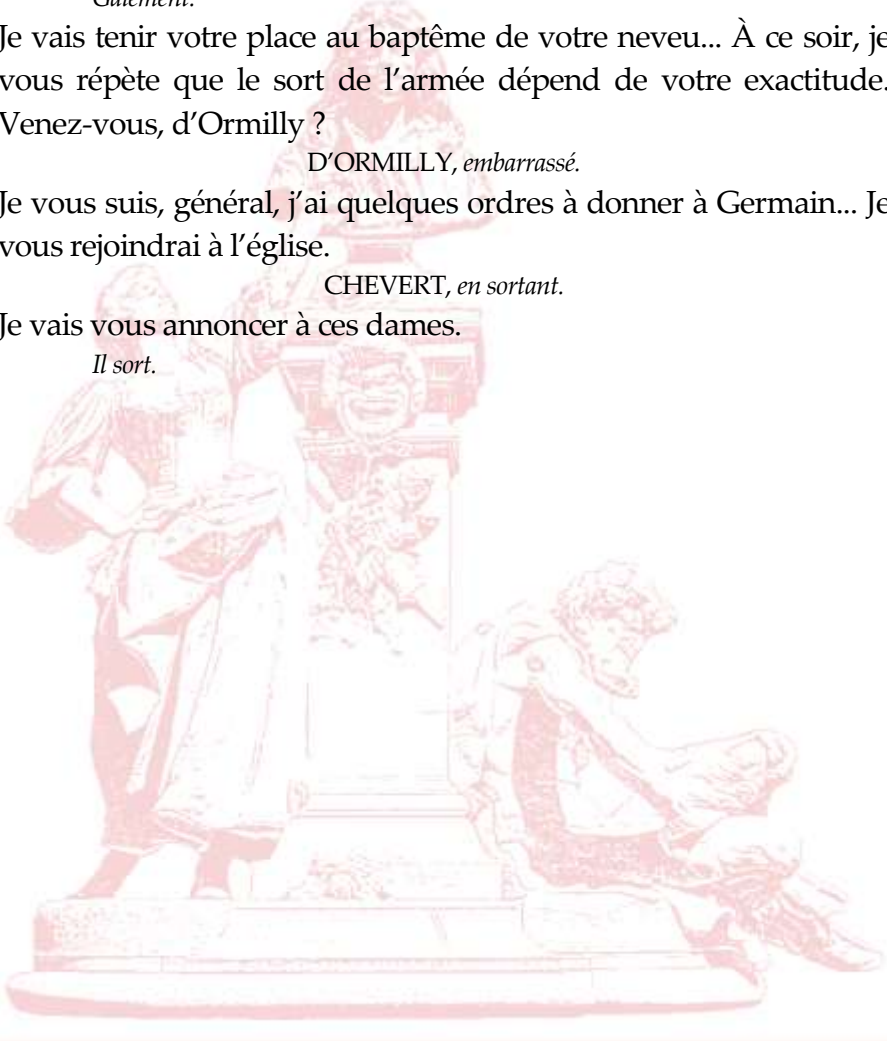 Gaiement.
Je vais tenir votre place au baptême de votre neveu... À ce soir, je
vous répète que le sort de l’armée dépend de votre exactitude.
Venez-vous, d’Ormilly ?
D’ORMILLY, embarrassé.
Je vous suis, général, j’ai quelques ordres à donner à Germain... Je
vous rejoindrai à l’église.
CHEVERT, en sortant.
Je vais vous annoncer à ces dames.
Il sort.